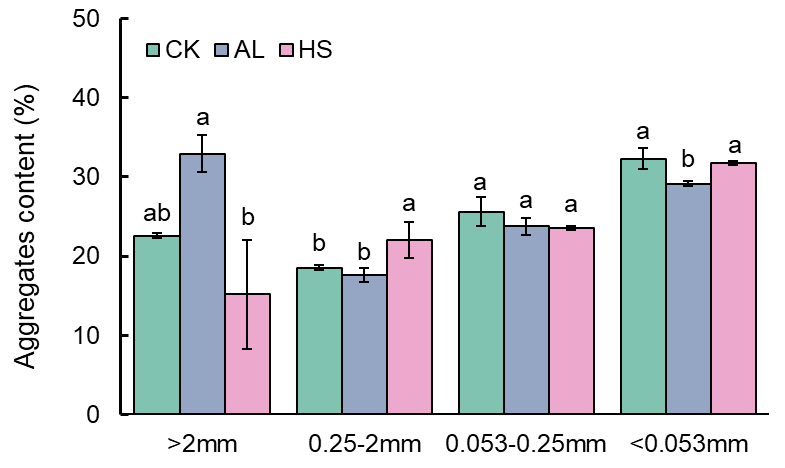 50
CK AL HS
40
30
20
10
0
Aggregates content (%)
ab a b
b b a
a a a
a b a
>2mm 0.25-2mm 0.053-0.25mm <0.053mm